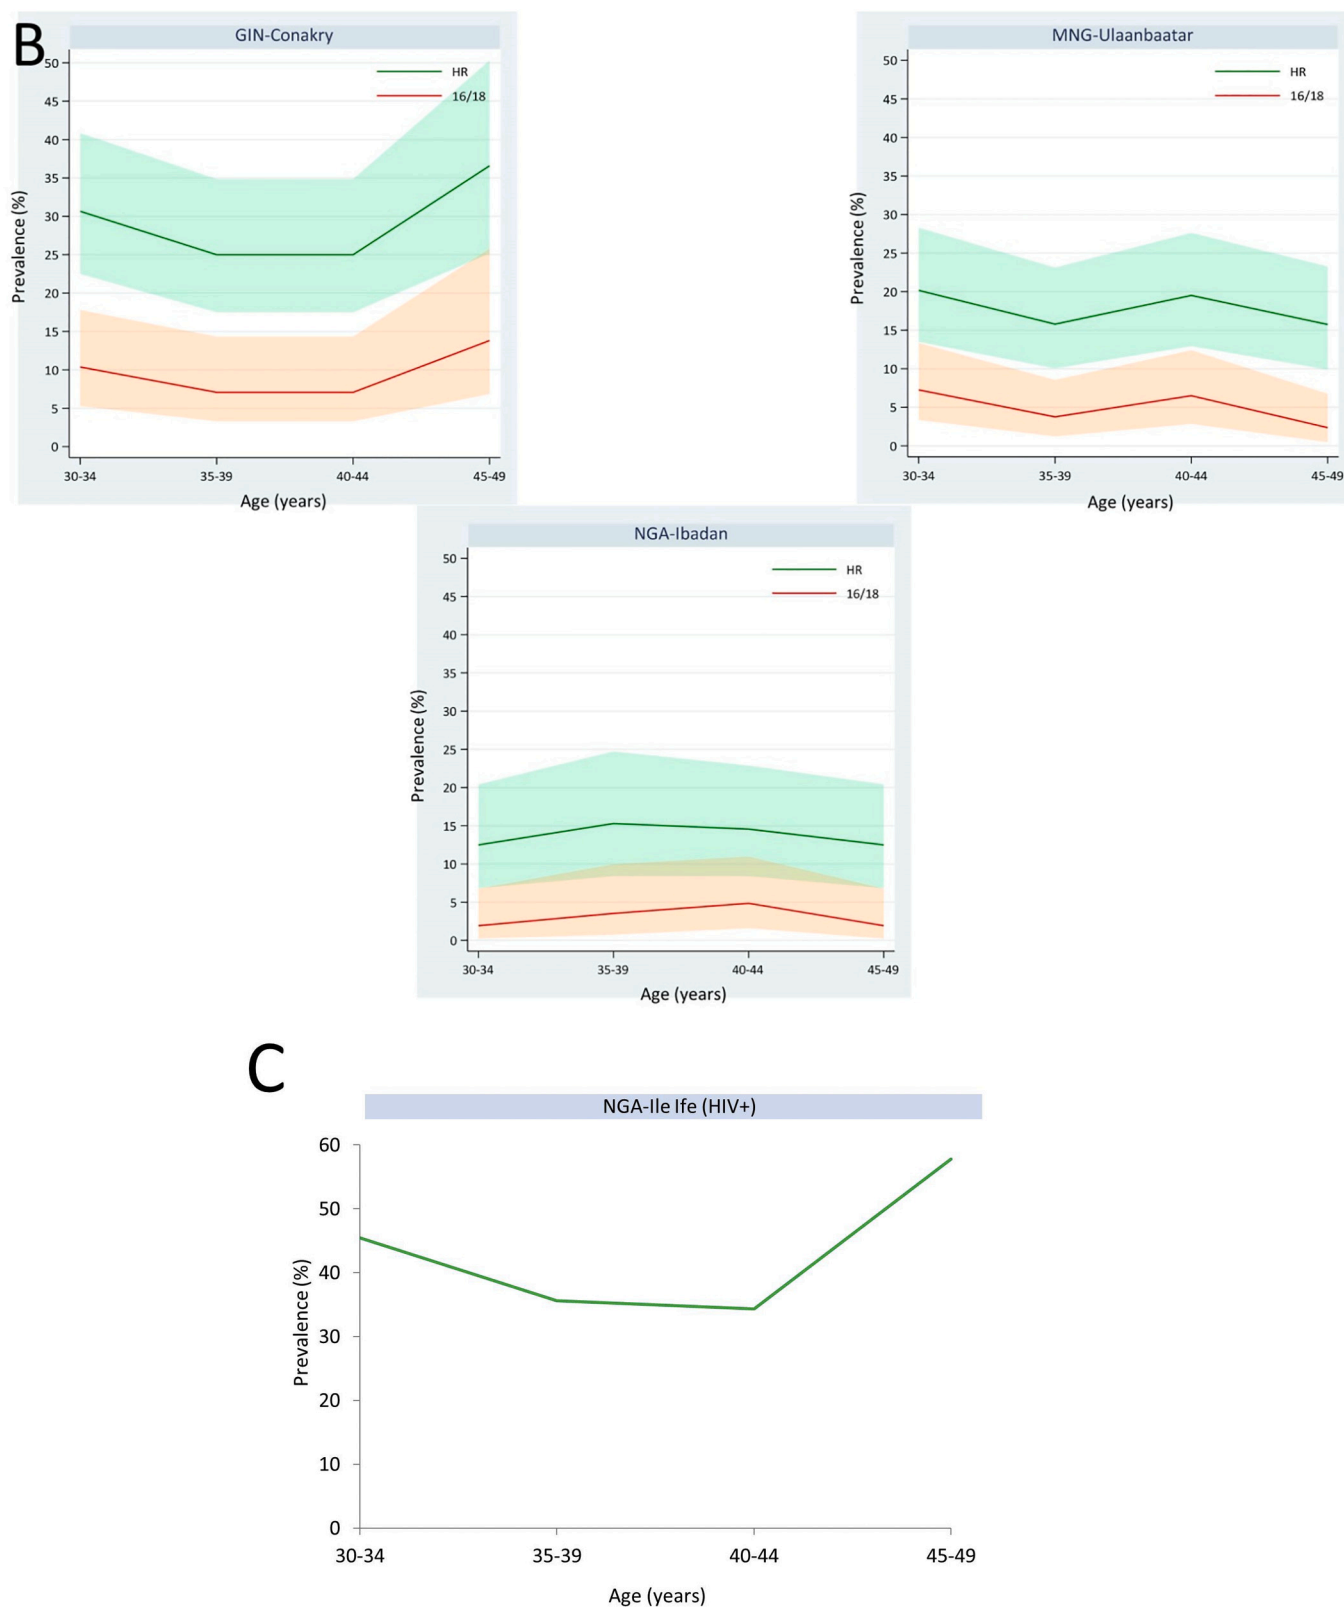 B
GIN-Conakry
HR
16/18
50
45
40
35
30
25
20
15
10
5
0
Prevalence (%)
30-34 35-39 40-44 45-49
Age (years)
MNG-Ulaanbaatar
HR
16/18
50
45
40
35
30
25
20
15
10
5
0
Prevalence (%)
30-34 35-39 40-44 45-49
Age (years)
NGA-Ibadan
HR
16/18
50
45
40
35
30
25
20
15
10
5
0
Prevalence (%)
30-34 35-39 40-44 45-49
Age (years)
C
NGA-Ile Ife (HIV+)
60
50
40
30
20
10
0
Prevalence (%)
30-34 35-39 40-44 45-49
Age (years)